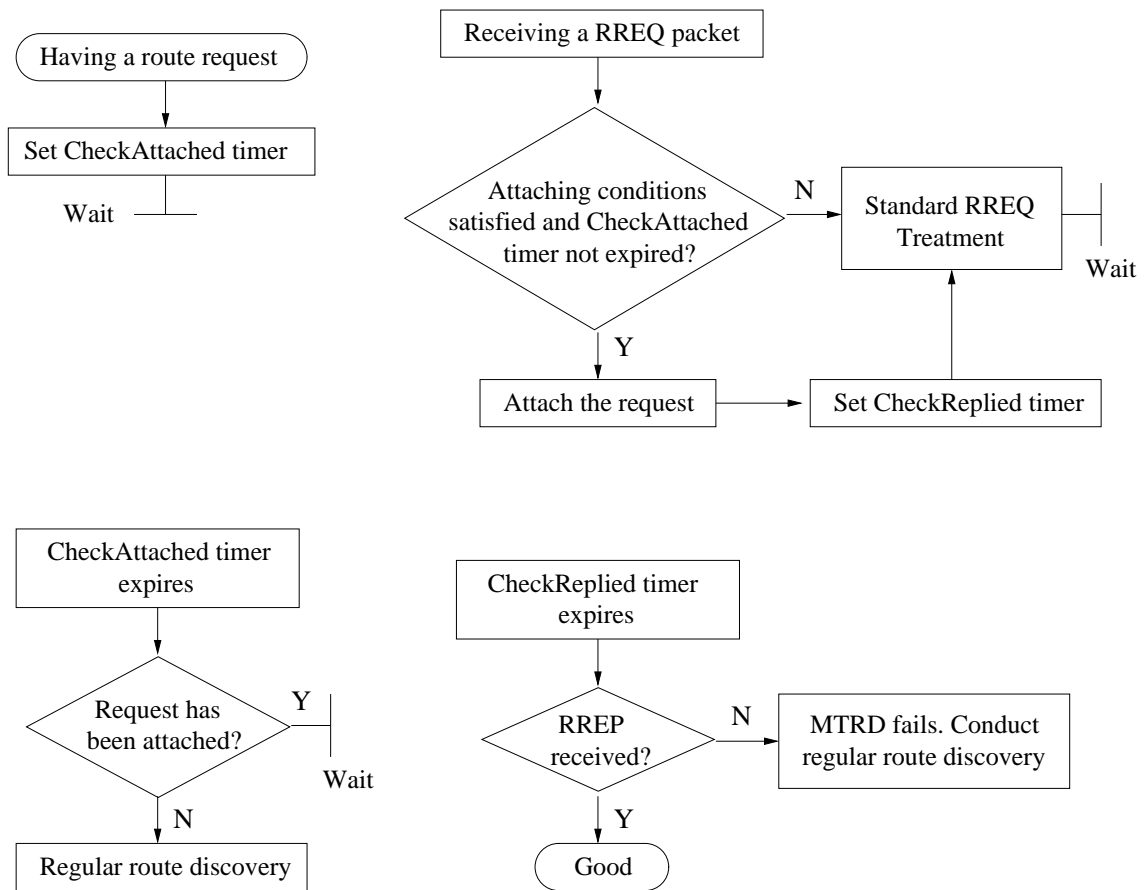 Having a route request
Set CheckAttached timer
Wait
Receiving a RREQ packet
Attaching conditions
satisfied and CheckAttached
timer not expired?
N
Standard RREQ
Treatment
Wait
Y
Attach the request
Set CheckReplied timer
CheckAttached timer
expires
Request has
been attached?
Y
Wait
N
Regular route discovery
CheckReplied timer
expires
RREP
received?
N
MTRD fails. Conduct
regular route discovery
Y
Good